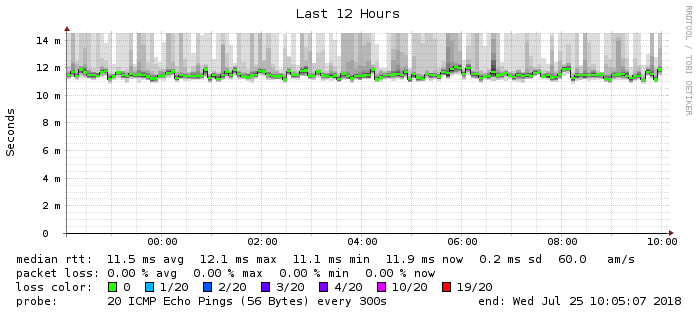 Last 12 Hours
RRDTOOL / TOBI OETIKER
Seconds
14 m
12 m
10 m
8 m
6 m
4 m
2 m
0
00:00 02:00 04:00 06:00 08:00 10:00
median rtt: 11.5 ms avg 12.1 ms max 11.1 ms min 11.9 ms now 0.2 ms sd 60.0 am/s
packet loss: 0.00 % avg 0.00 % max 0.00 % min 0.00 % now
loss color: 0 1/20 2/20 3/20 4/20 10/20 19/20
probe: 20 ICMP Echo Pings (56 Bytes) every 300s end: Wed Jul 25 10:05:07 2018